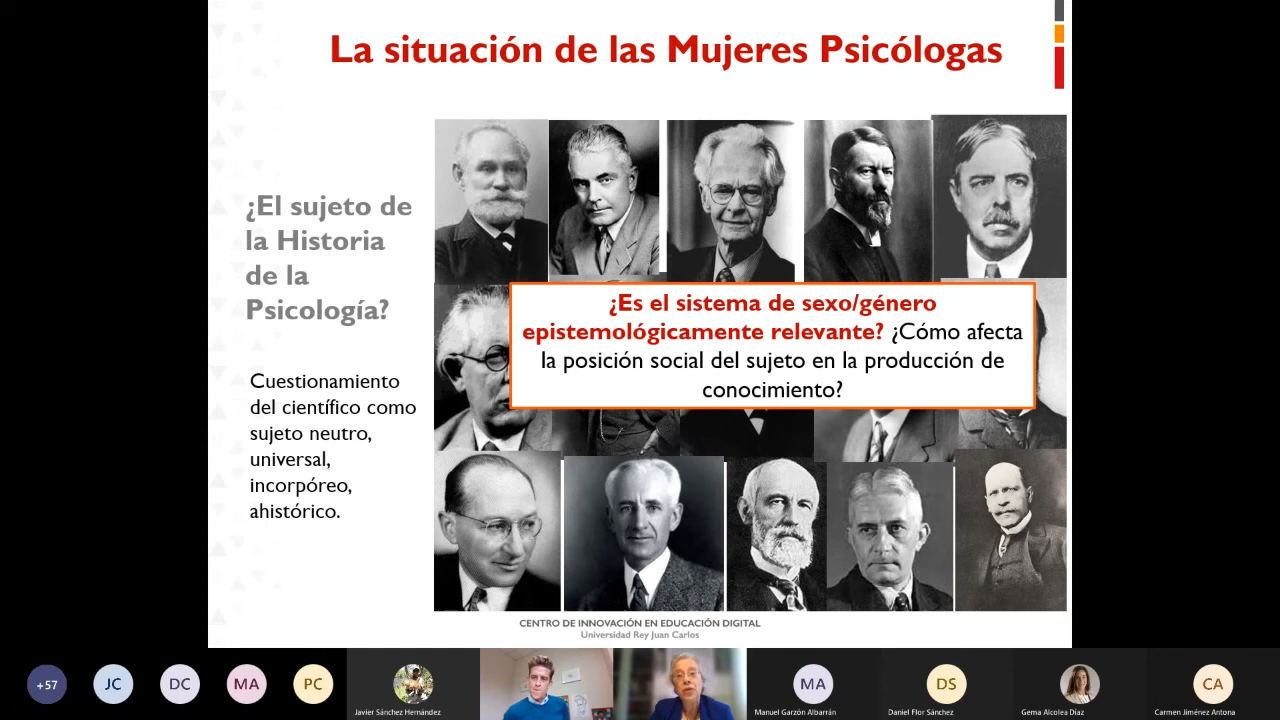 La situación de las Mujeres Psicólogas
¿El sujeto de
la Historia
de la
Psicología?
Cuestionamiento
del científico como
sujeto neutro,
universal,
incorpóreo,
ahistórico.
¿Es el sistema de sexo/género
epistemológicamente relevante? ¿Cómo afecta
la posición social del sujeto en la producción de
conocimiento?
CENTRO DE INNOVACIÓN EN EDUCACIÓN DIGITAL
Universidad Rey Juan Carlos
+57
JC
DC
MA
PC
Javier Sánchez Hernández
MA
Manuel Garzón Albarrán
DS
Daniel Flor Sánchez
Gema Alcolea Díaz
CA
Carmen Jiménez Antona